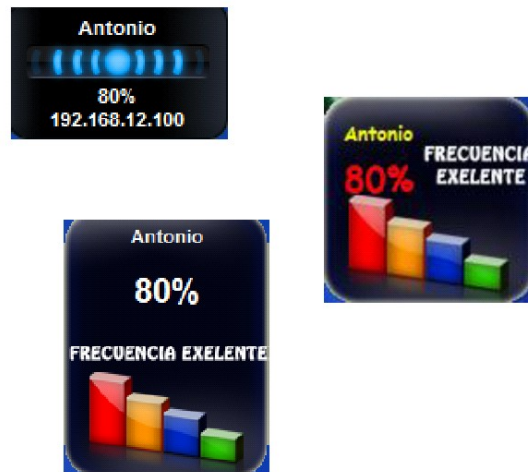 Antonio
80%
192.168.12.100
Antonio
FRECUENCIA
80% EXELENTE
Antonio
80%
FRECUENCIA EXELENTE